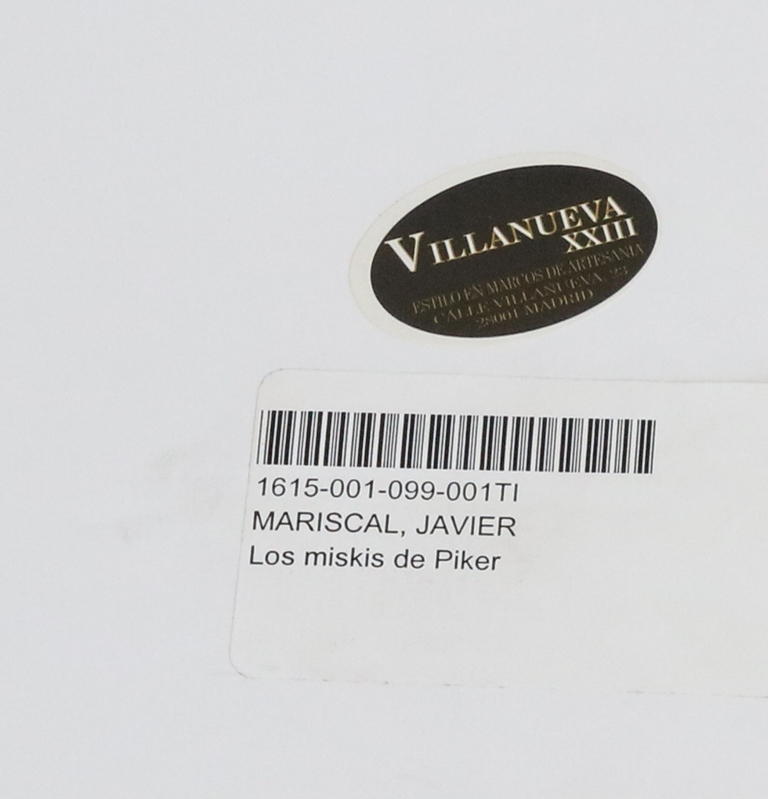 VILLANUEVA
XXIII
ESTILO EN MARCOS DE ARTESANIA
CALLE VILLANUEVA, 23
28001 MADRID
1615-001-099-001TI
MARISCAL, JAVIER
Los miskis de Piker